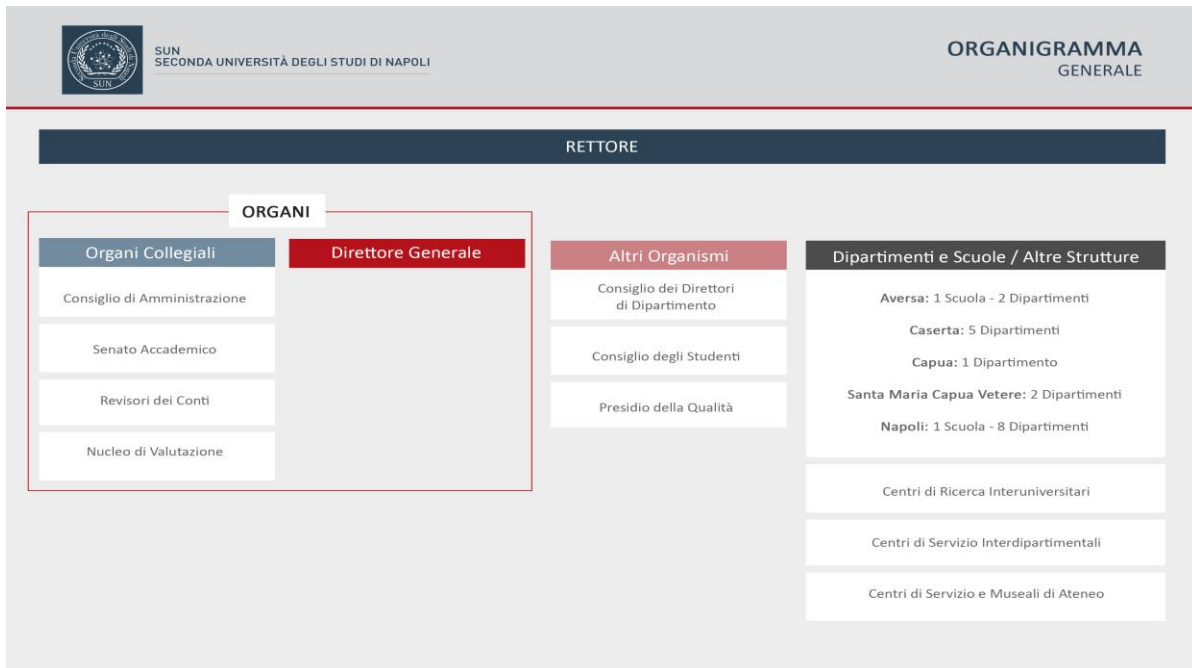 SUN
SECONDA UNIVERSITÀ DEGLI STUDI DI NAPOLI
ORGANIGRAMMA
GENERALE
RETTORE
ORGANI
Organi Collegiali
Consiglio di Amministrazione
Senato Accademico
Revisori dei Conti
Nucleo di Valutazione
Direttore Generale
Altri Organismi
Consiglio dei Direttori
di Dipartimento
Consiglio degli Studenti
Presidio della Qualità
Dipartimenti e Scuole / Altre Strutture
Aversa: 1 Scuola - 2 Dipartimenti
Caserta: 5 Dipartimenti
Capua: 1 Dipartimento
Santa Maria Capua Vetere: 2 Dipartimenti
Napoli: 1 Scuola - 8 Dipartimenti
Centri di Ricerca Interuniversitari
Centri di Servizio Interdipartimentali
Centri di Servizio e Museali di Ateneo
SUN